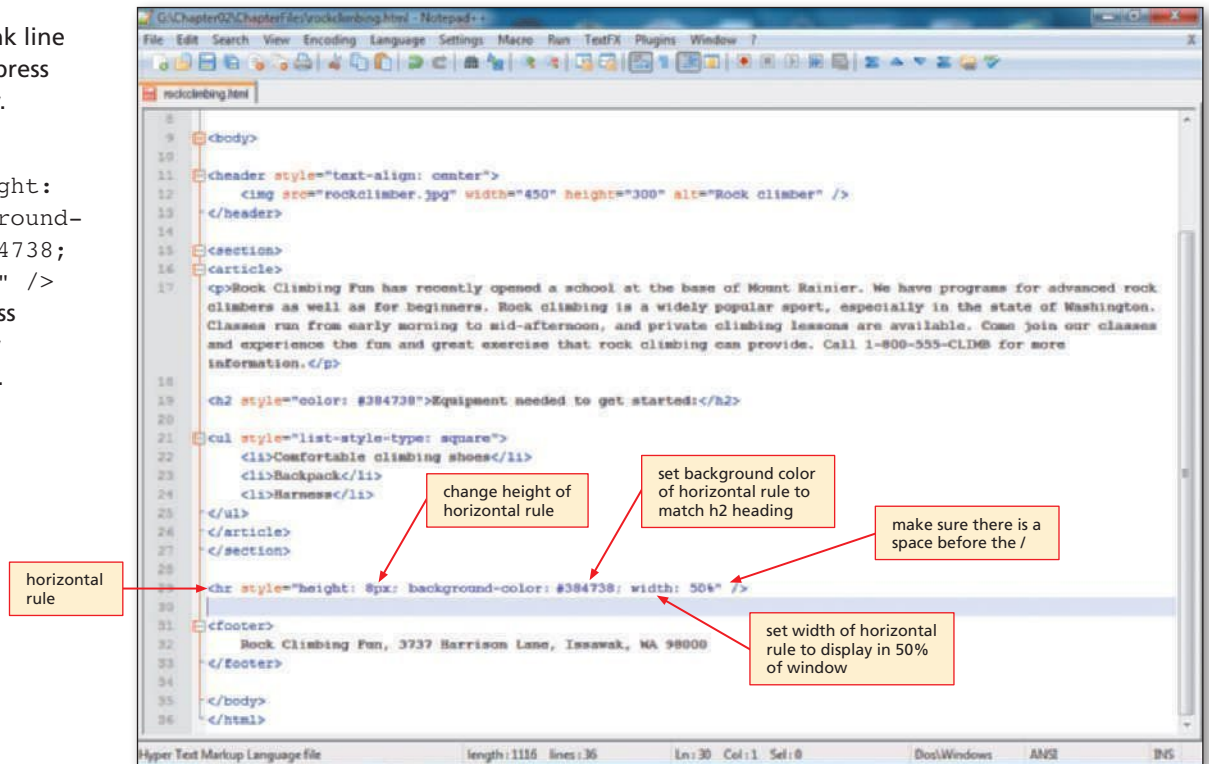 nk line
press
.
ght:
round-
4738;
" />
ss
.
G:\Chapter02\ChapterFiles\rockclimbing.html - Notepad++
File Edit Search View Encoding Language Settings Macro Run TextFX Plugins Window ?
X
rockclimbing.html
8
9 <body>
10
11 <header style="text-align: center">
12 <img src="rockclimber.jpg" width="450" height="300" alt="Rock climber" />
13 </header>
14
15 <section>
16 <article>
17 <p>Rock Climbing Fun has recently opened a school at the base of Mount Rainier. We have programs for advanced rock
climbers as well as for beginners. Rock climbing is a widely popular sport, especially in the state of Washington.
Classes run from early morning to mid-afternoon, and private climbing lessons are available. Come join our classes
and experience the fun and great exercise that rock climbing can provide. Call 1-800-555-CLIMB for more
information.</p>
18
19 <h2 style="color: #384738">Equipment needed to get started:</h2>
20
21 <ul style="list-style-type: square">
22 <li>Comfortable climbing shoes</li>
23 <li>Backpack</li>
24 <li>Harness</li>
25 </ul>
26 </article>
27 </section>
28
29 <hr style="height: 8px; background-color: #384738; width: 50%" />
30
31 <footer>
32 Rock Climbing Fun, 3737 Harrison Lane, Issawak, WA 98000
33 </footer>
34
35 </body>
36 </html>
change height of
horizontal rule
set background color
of horizontal rule to
match h2 heading
make sure there is a
space before the /
horizontal
rule
set width of horizontal
rule to display in 50%
of window
Hyper Text Markup Language file length : 1116 lines : 36 Ln : 30 Col : 1 Sel : 0 Dos\Windows ANSI INS